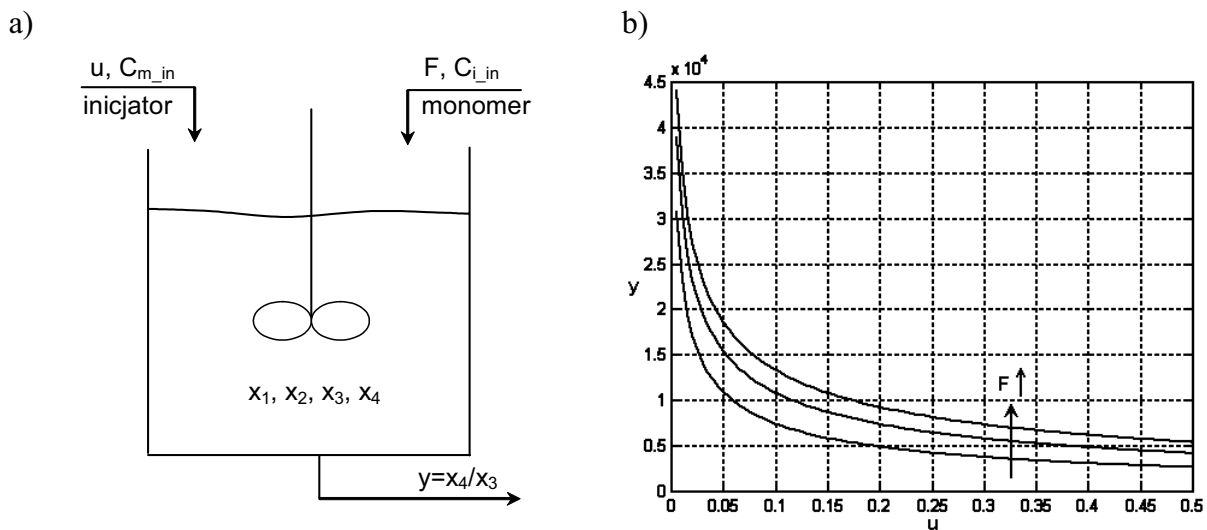 a)
u, Cm_in
inicjator
F, Ci_in
monomer
x1, x2, x3, x4
y=x4/x3
b)
x 10^4
4.5
4
3.5
3
2.5
2
1.5
1
0.5
0
y
F ↑
0 0.05 0.1 0.15 0.2 0.25 0.3 0.35 0.4 0.45 0.5
u